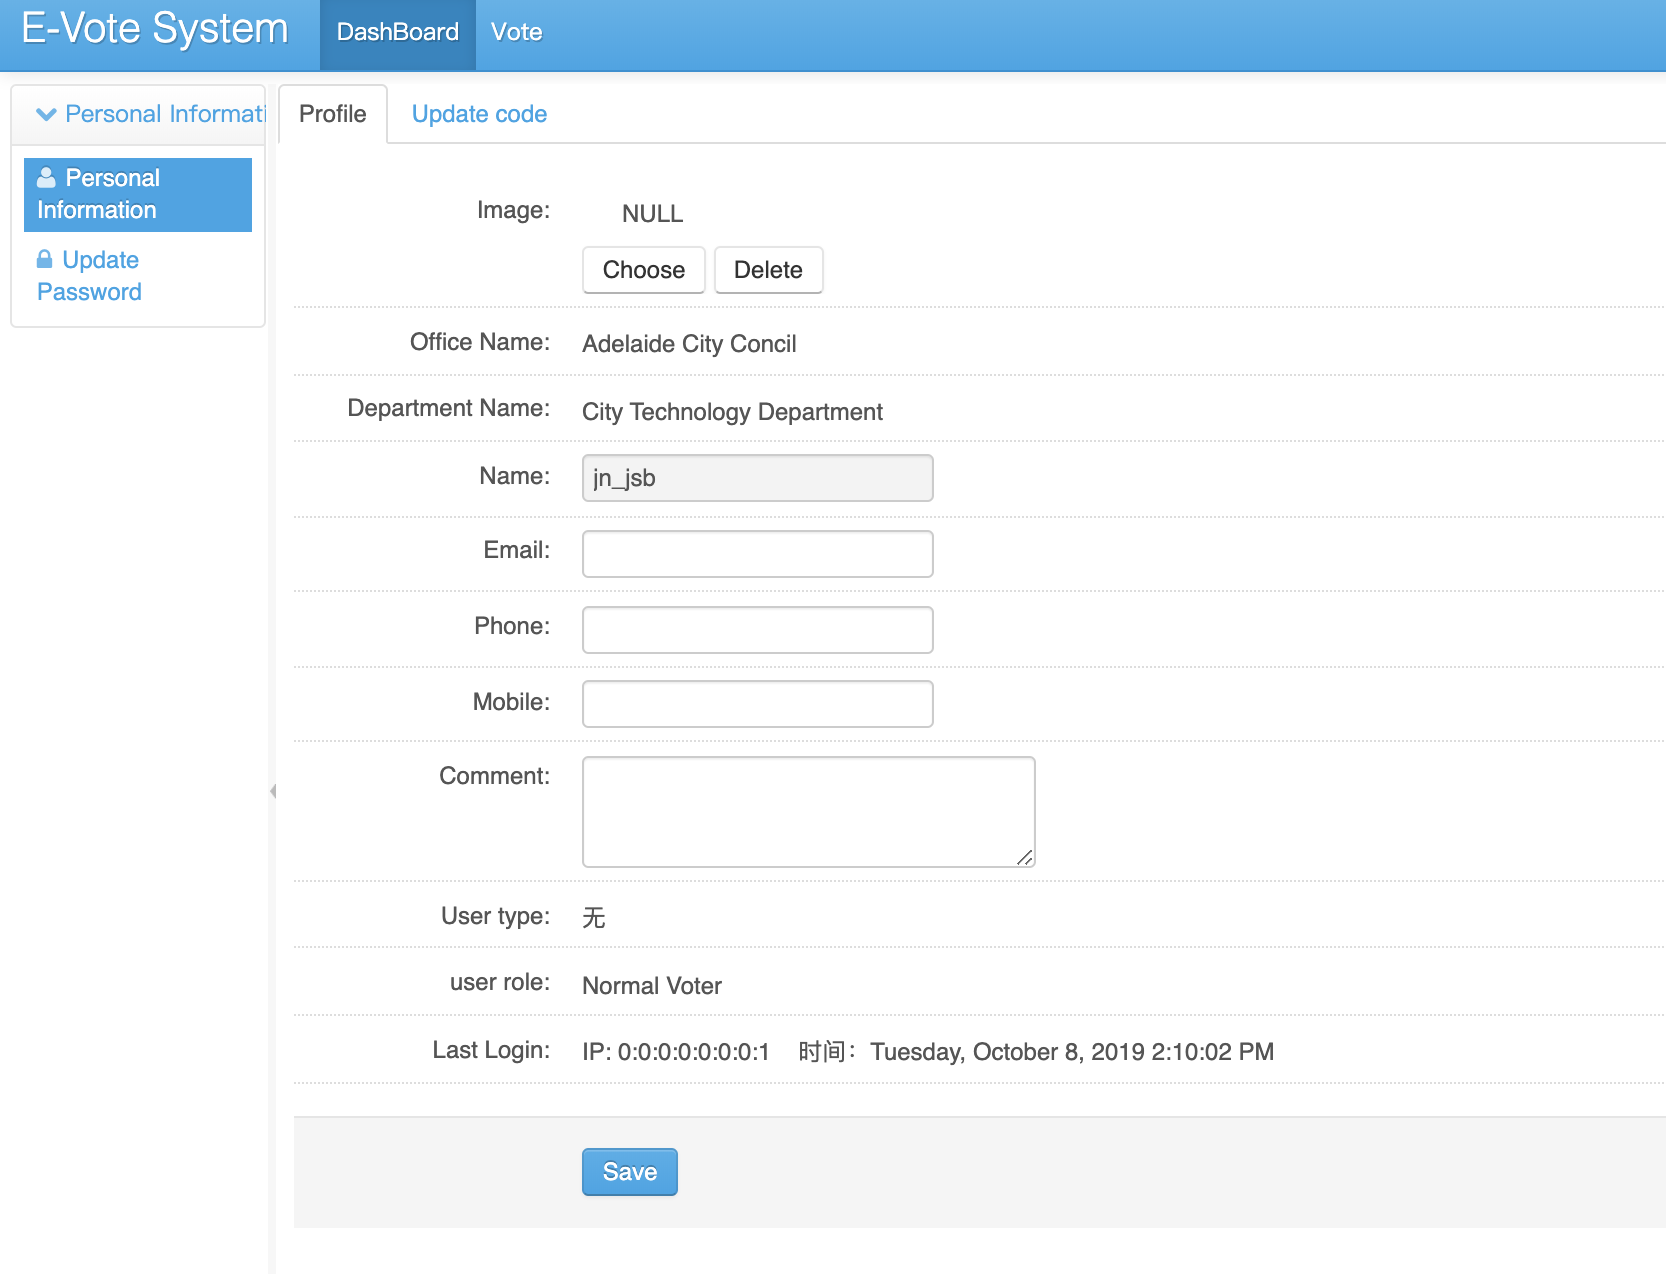 E-Vote System DashBoard Vote
Personal Informati
Personal
Information
Update
Password
Profile Update code
Image: NULL
Choose Delete
Office Name: Adelaide City Concil
Department Name: City Technology Department
Name: jn_jsb
Email:
Phone:
Mobile:
Comment:
User type: 无
user role: Normal Voter
Last Login: IP: 0:0:0:0:0:0:0:1 时间：Tuesday, October 8, 2019 2:10:02 PM
Save